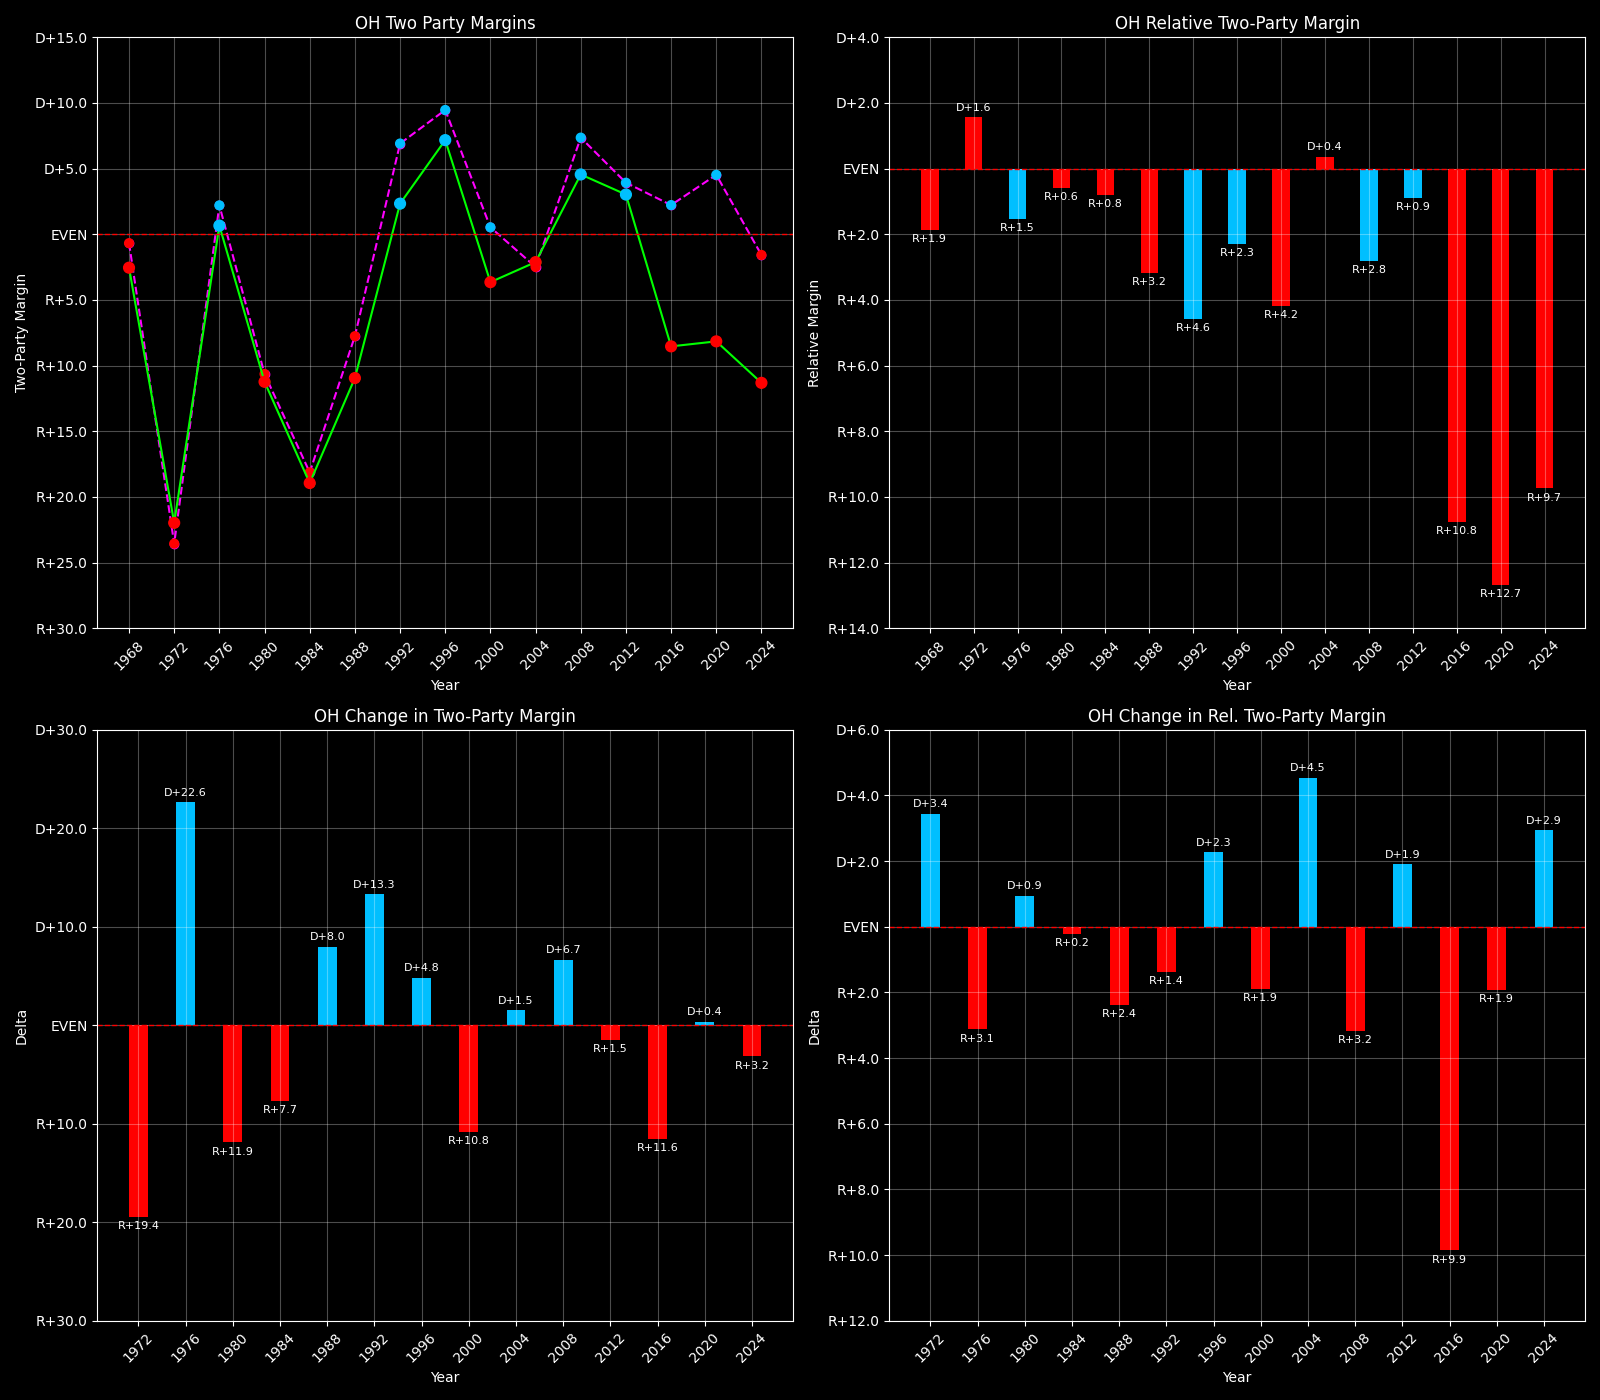 OH Two Party Margins
D+15.0
D+10.0
D+5.0
EVEN
R+5.0
R+10.0
R+15.0
R+20.0
R+25.0
R+30.0
Two-Party Margin
1968 1972 1976 1980 1984 1988 1992 1996 2000 2004 2008 2012 2016 2020 2024
Year
OH Relative Two-Party Margin
D+4.0
D+2.0
EVEN
R+2.0
R+4.0
R+6.0
R+8.0
R+10.0
R+12.0
R+14.0
Relative Margin
R+1.9
D+1.6
R+1.5
R+0.6
R+0.8
R+3.2
R+4.6
R+2.3
R+4.2
D+0.4
R+2.8
R+0.9
R+10.8
R+12.7
R+9.7
1968 1972 1976 1980 1984 1988 1992 1996 2000 2004 2008 2012 2016 2020 2024
Year
OH Change in Two-Party Margin
D+30.0
D+20.0
D+10.0
EVEN
R+10.0
R+20.0
R+30.0
Delta
R+19.4
D+22.6
R+11.9
R+7.7
D+8.0
D+13.3
D+4.8
R+10.8
D+1.5
D+6.7
R+1.5
R+11.6
D+0.4
R+3.2
1972 1976 1980 1984 1988 1992 1996 2000 2004 2008 2012 2016 2020 2024
Year
OH Change in Rel. Two-Party Margin
D+6.0
D+4.0
D+2.0
EVEN
R+2.0
R+4.0
R+6.0
R+8.0
R+10.0
R+12.0
Delta
D+3.4
R+3.1
D+0.9
R+0.2
R+2.4
R+1.4
D+2.3
R+1.9
D+4.5
R+3.2
D+1.9
R+9.9
R+1.9
D+2.9
1972 1976 1980 1984 1988 1992 1996 2000 2004 2008 2012 2016 2020 2024
Year